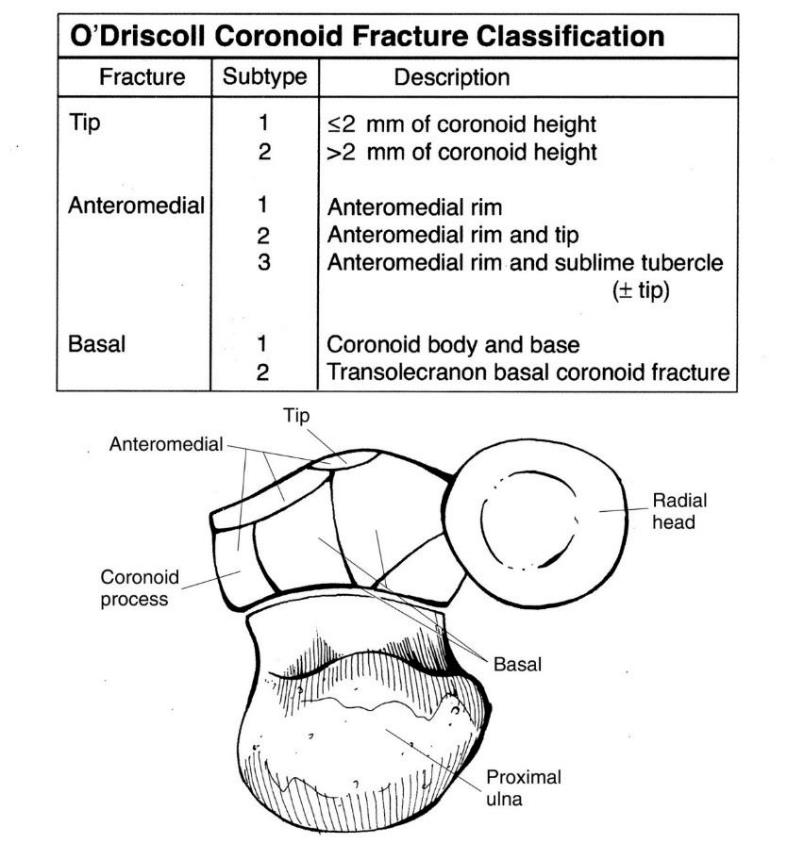 O'Driscoll Coronoid Fracture Classification
Fracture Subtype Description
Tip 1 ≤2 mm of coronoid height
2 >2 mm of coronoid height
Anteromedial 1 Anteromedial rim
2 Anteromedial rim and tip
3 Anteromedial rim and sublime tubercle
(± tip)
Basal 1 Coronoid body and base
2 Transolecranon basal coronoid fracture
Tip
Anteromedial
Radial
head
Coronoid
process
Basal
Proximal
ulna